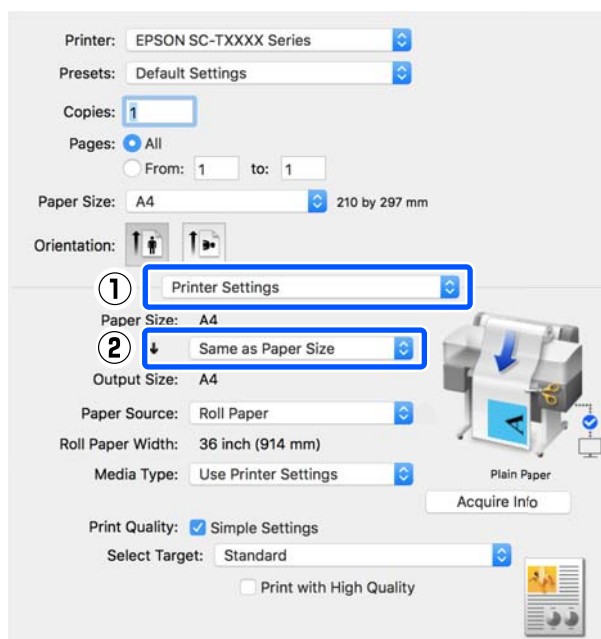 Printer: EPSON SC-TXXXX Series
Presets: Default Settings
Copies: 1
Pages: All
From: 1 to: 1
Paper Size: A4 210 by 297 mm
Orientation:
① Printer Settings
Paper Size: A4
② Same as Paper Size
Output Size: A4
Paper Source: Roll Paper
Roll Paper Width: 36 inch (914 mm)
Media Type: Use Printer Settings
A
Plain Paper
Acquire Info
Print Quality: Simple Settings
Select Target: Standard
Print with High Quality